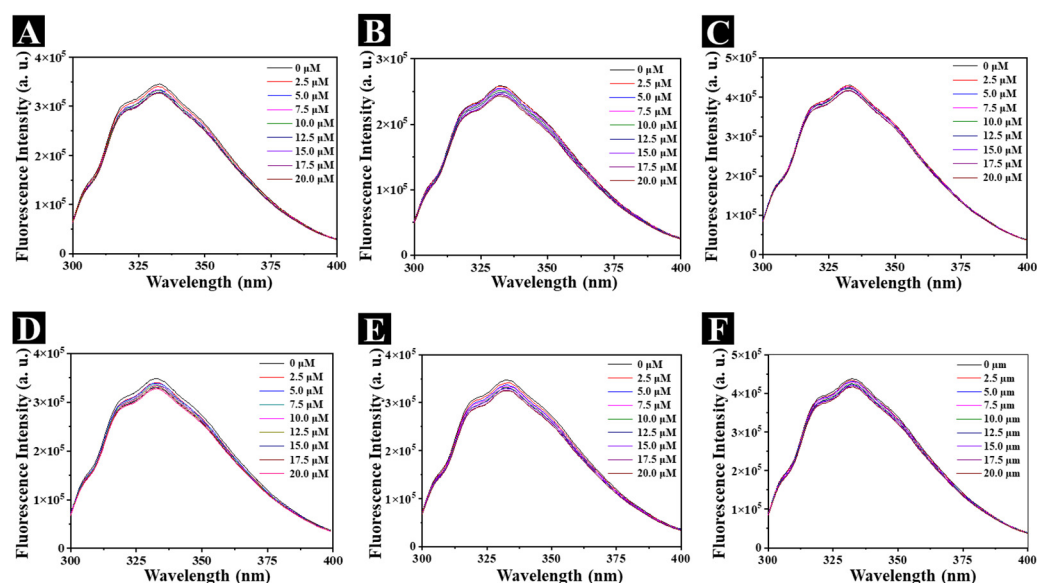 A
Fluorescence Intensity (a. u.)
4×10⁵
3×10⁵
2×10⁵
1×10⁵
0
0 μM
2.5 μM
5.0 μM
7.5 μM
10.0 μM
12.5 μM
15.0 μM
17.5 μM
20.0 μM
300 325 350 375 400
Wavelength (nm)
B
Fluorescence Intensity (a. u.)
3×10⁵
2×10⁵
1×10⁵
0
0 μM
2.5 μM
5.0 μM
7.5 μM
10.0 μM
12.5 μM
15.0 μM
17.5 μM
20.0 μM
300 325 350 375 400
Wavelength (nm)
C
Fluorescence Intensity (a. u.)
5×10⁵
4×10⁵
3×10⁵
2×10⁵
1×10⁵
0
0 μM
2.5 μM
5.0 μM
7.5 μM
10.0 μM
12.5 μM
15.0 μM
17.5 μM
20.0 μM
300 325 350 375 400
Wavelength (nm)
D
Fluorescence Intensity (a. u.)
4×10⁵
3×10⁵
2×10⁵
1×10⁵
0
0 μM
2.5 μM
5.0 μM
7.5 μM
10.0 μM
12.5 μM
15.0 μM
17.5 μM
20.0 μM
300 325 350 375 400
Wavelength (nm)
E
Fluorescence Intensity (a. u.)
4×10⁵
3×10⁵
2×10⁵
1×10⁵
0
0 μM
2.5 μM
5.0 μM
7.5 μM
10.0 μM
12.5 μM
15.0 μM
17.5 μM
20.0 μM
300 325 350 375 400
Wavelength (nm)
F
Fluorescence Intensity (a. u.)
5×10⁵
4×10⁵
3×10⁵
2×10⁵
1×10⁵
0
0 μm
2.5 μm
5.0 μm
7.5 μm
10.0 μm
12.5 μm
15.0 μm
17.5 μm
20.0 μm
300 325 350 375 400
Wavelength (nm)